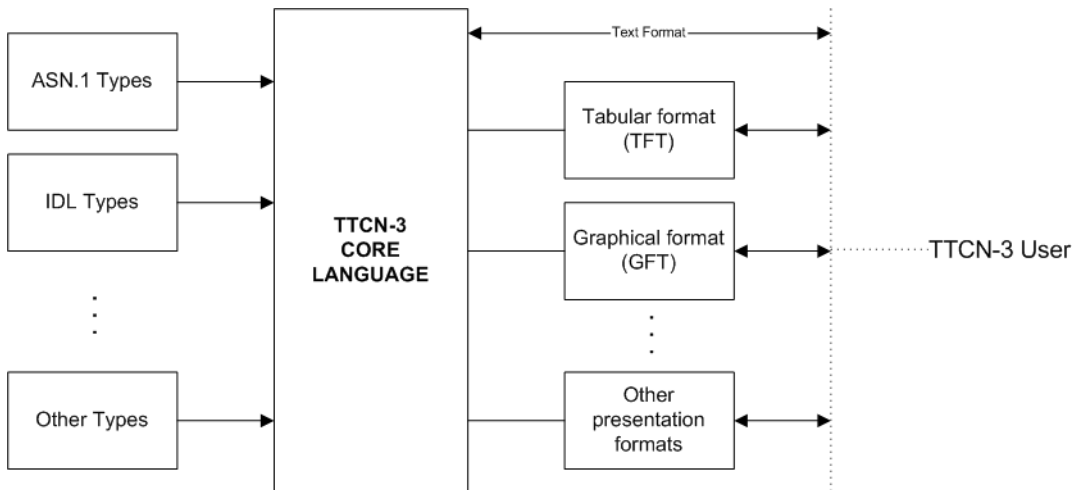 ASN.1 Types
IDL Types
Other Types
TTCN-3
CORE
LANGUAGE
Text Format
Tabular format
(TFT)
Graphical format
(GFT)
Other
presentation
formats
TTCN-3 User